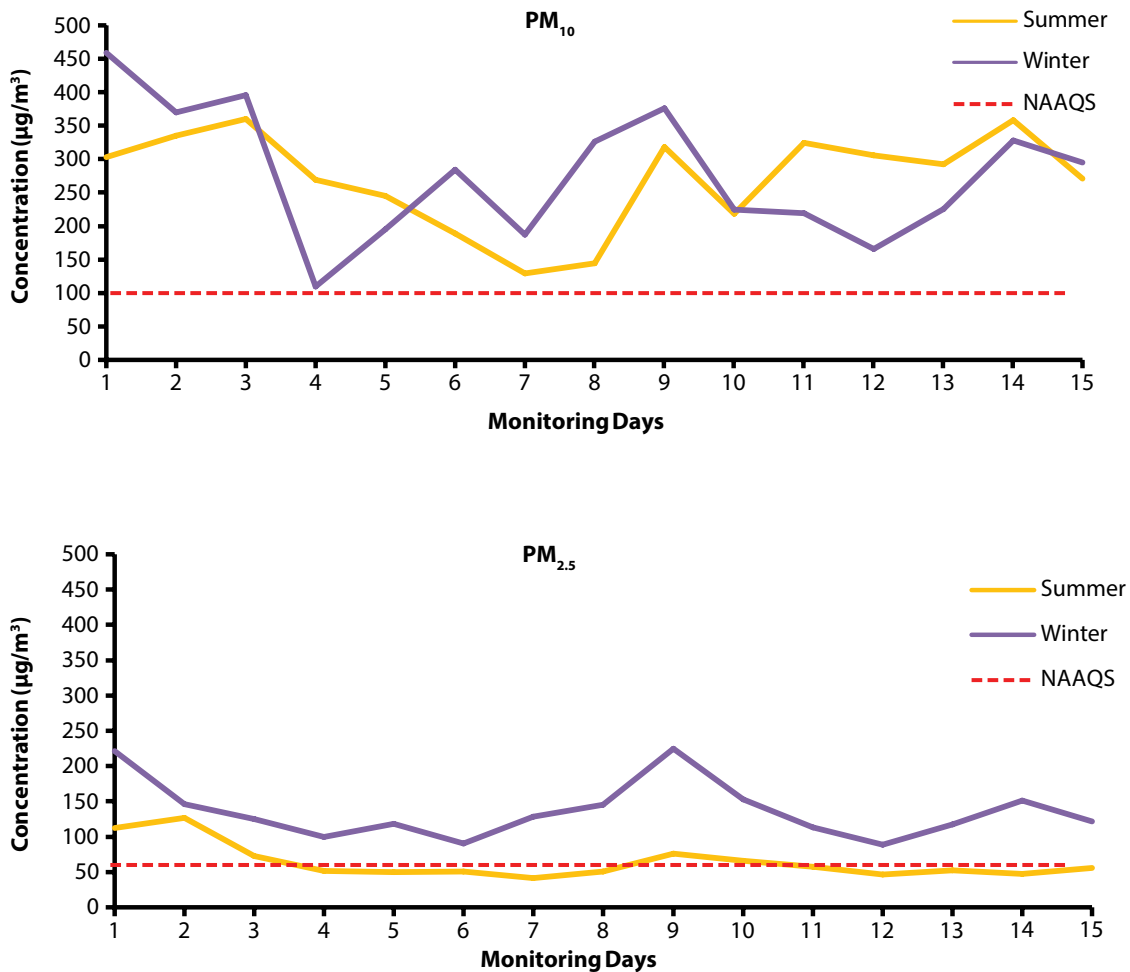 PM10
Summer
Winter
NAAQS
Concentration (µg/m³)
500
450
400
350
300
250
200
150
100
50
0
1 2 3 4 5 6 7 8 9 10 11 12 13 14 15
Monitoring Days
PM2.5
Summer
Winter
NAAQS
Concentration (µg/m³)
500
450
400
350
300
250
200
150
100
50
0
1 2 3 4 5 6 7 8 9 10 11 12 13 14 15
Monitoring Days